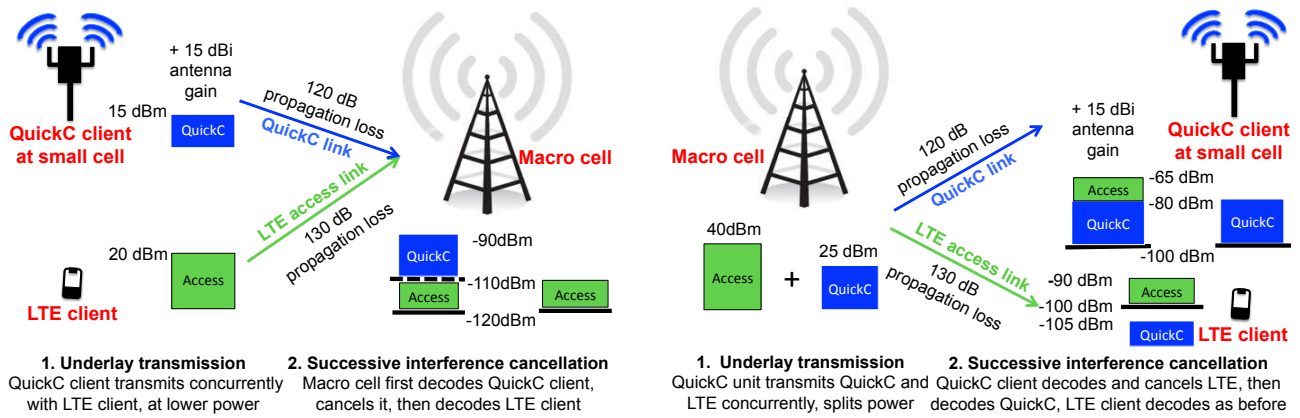 + 15 dBi
antenna
gain
15 dBm
QuickC
QuickC client
at small cell
120 dB
propagation loss
QuickC link
Macro cell
LTE access link
130 dB
propagation loss
20 dBm
Access
LTE client
QuickC
-90dBm
Access
-110dBm
-120dBm
Access
1. Underlay transmission
QuickC client transmits concurrently
with LTE client, at lower power
2. Successive interference cancellation
Macro cell first decodes QuickC client,
cancels it, then decodes LTE client
Macro cell
40dBm
Access
+
25 dBm
QuickC
120 dB
propagation loss
QuickC link
LTE access link
130 dB
propagation loss
+ 15 dBi
antenna
gain
QuickC client
at small cell
Access
-65 dBm
QuickC
-80 dBm
QuickC
-100 dBm
-90 dBm
Access
-100 dBm
-105 dBm
QuickC
LTE client
1. Underlay transmission
QuickC unit transmits QuickC and
LTE concurrently, splits power
2. Successive interference cancellation
QuickC client decodes and cancels LTE, then
decodes QuickC, LTE client decodes as before